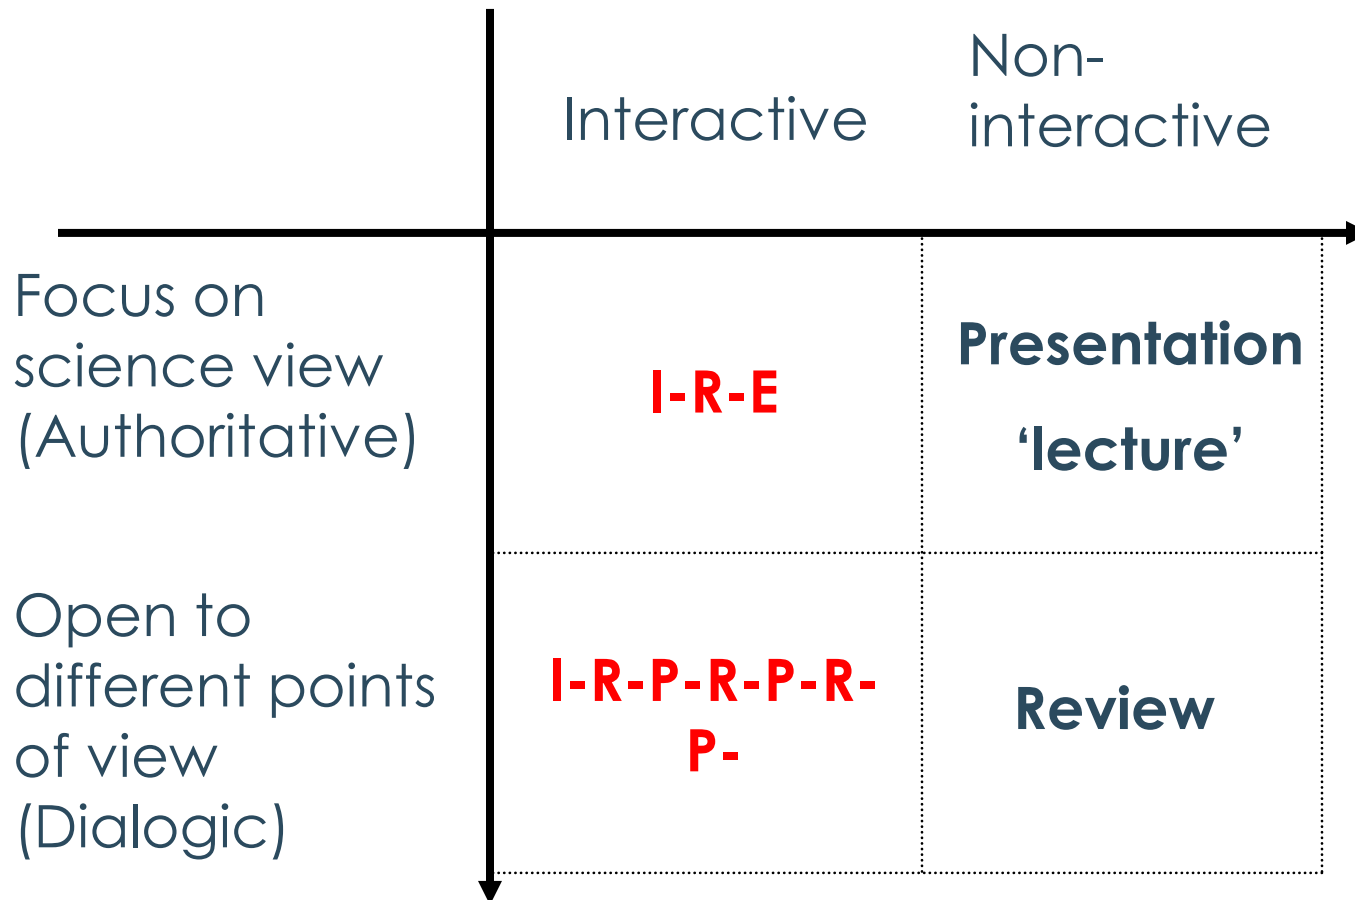 Interactive
Non-
interactive
Focus on
science view
(Authoritative)
I-R-E
Presentation
‘lecture’
Open to
different points
of view
(Dialogic)
I-R-P-R-P-R-
P-
Review